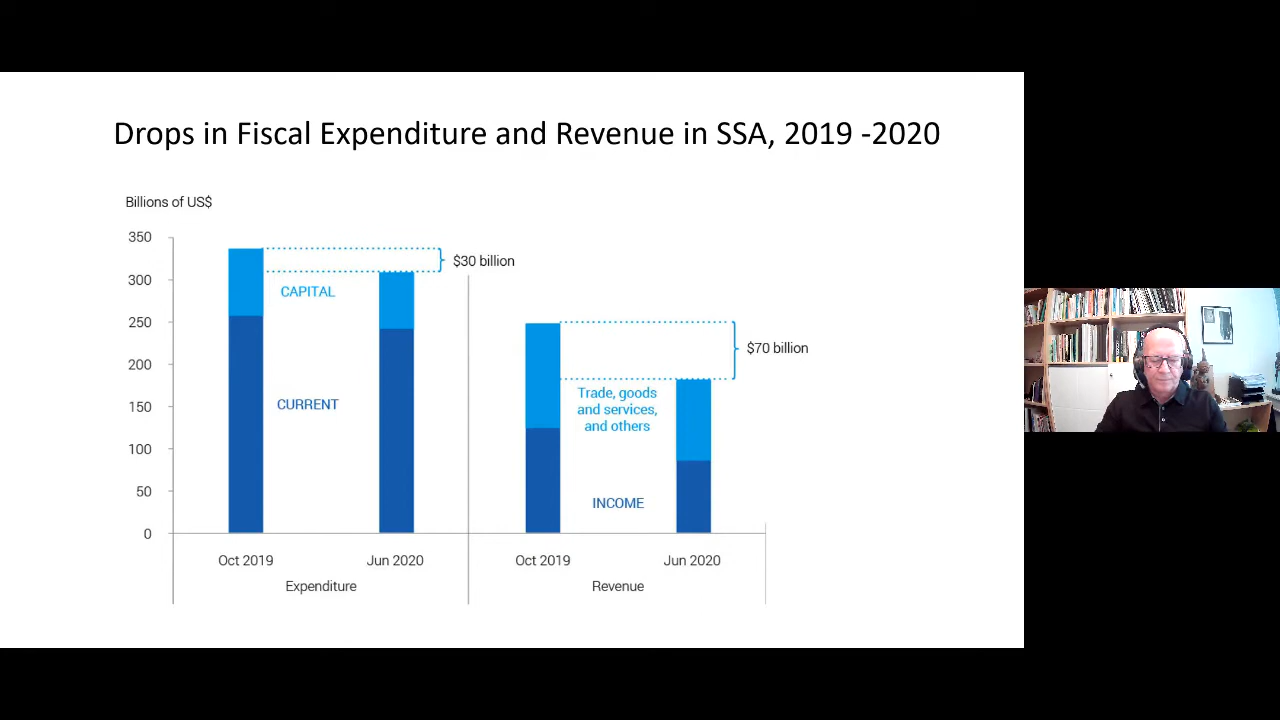 Drops in Fiscal Expenditure and Revenue in SSA, 2019 -2020
Billions of US$
350
300
250
200
150
100
50
0
$30 billion
CAPITAL
CURRENT
$70 billion
Trade, goods
and services,
and others
INCOME
Oct 2019
Jun 2020
Oct 2019
Jun 2020
Expenditure
Revenue